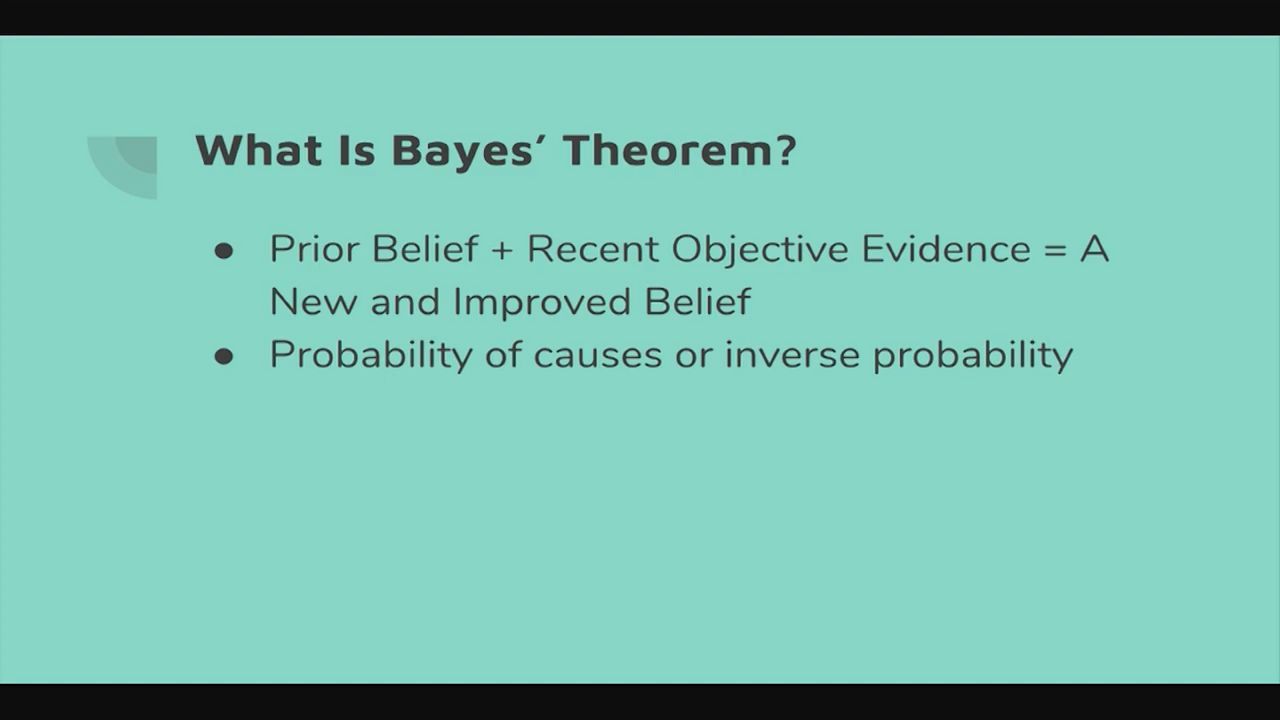 What Is Bayes’ Theorem?
● Prior Belief + Recent Objective Evidence = A
New and Improved Belief
● Probability of causes or inverse probability